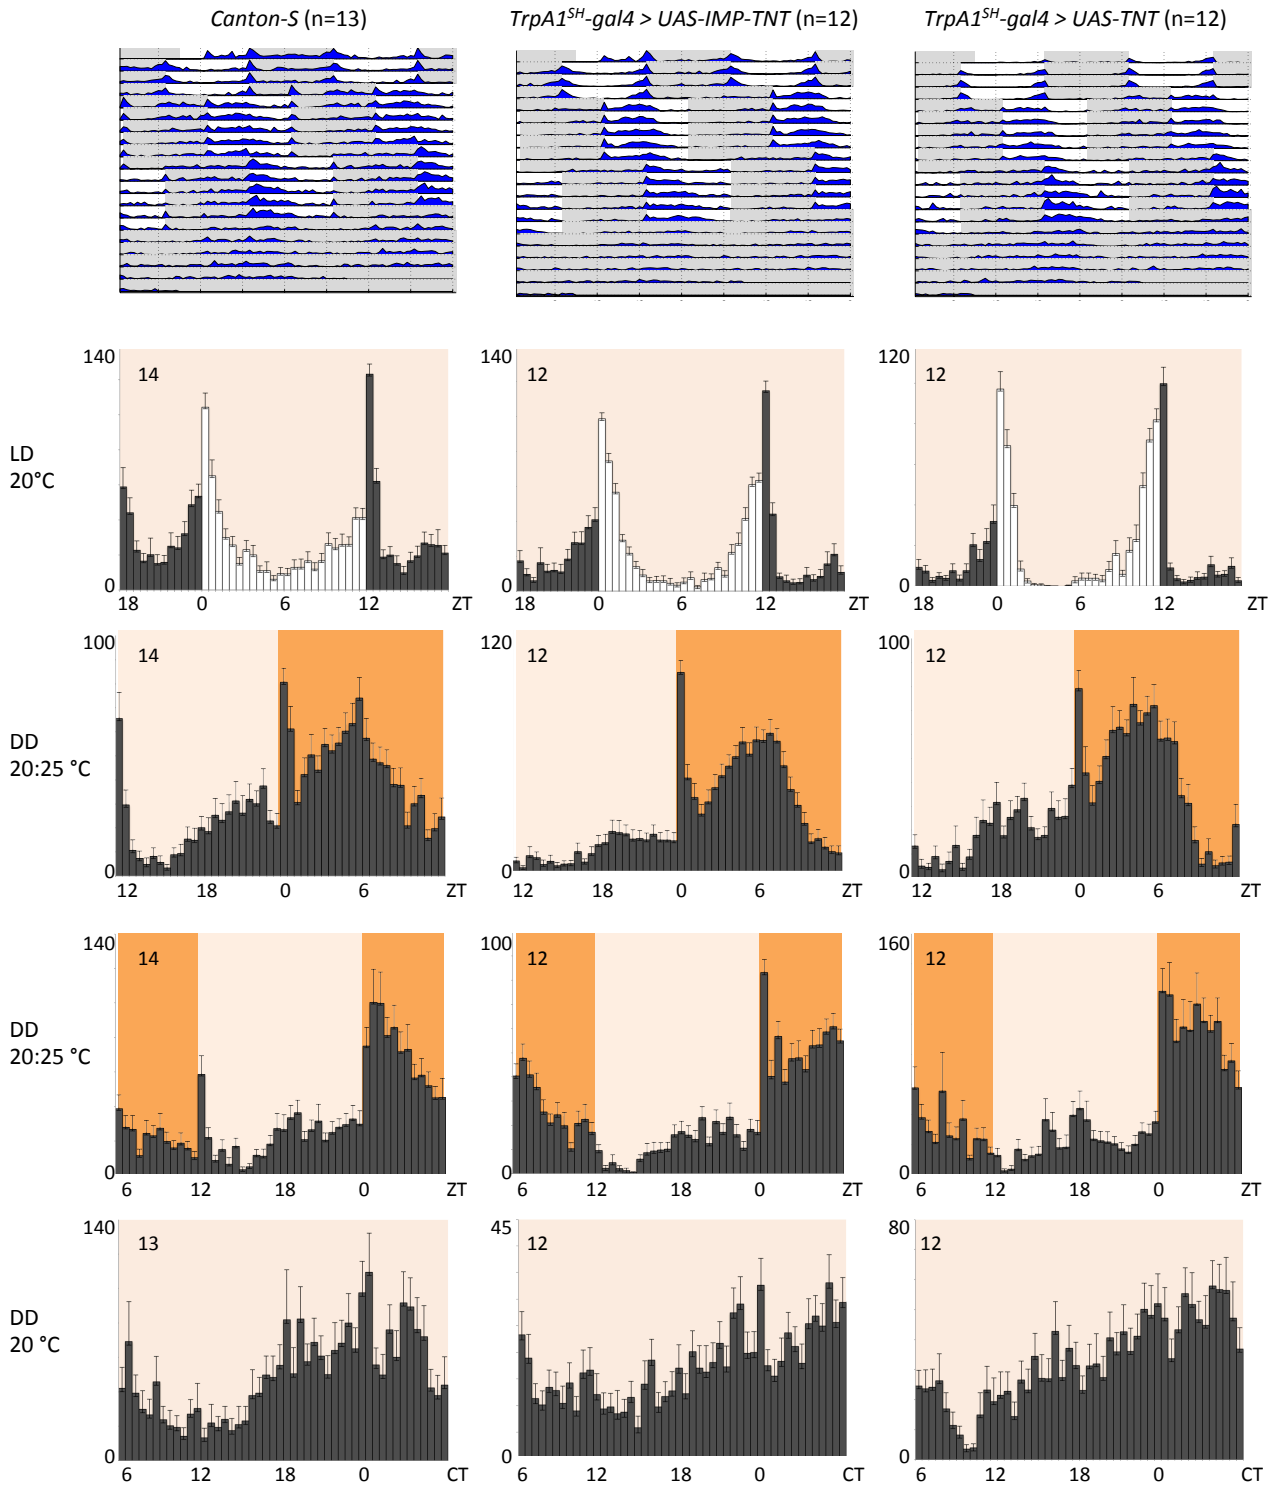 Canton-S (n=13) TrpA1SH-gal4 > UAS-IMP-TNT (n=12) TrpA1SH-gal4 > UAS-TNT (n=12)
140 140 120
14 12 12
LD
20°C
0 0 0
18 0 6 12 ZT 18 0 6 12 ZT 18 0 6 12 ZT
100 120 100
14 12 12
DD
20:25 °C
0 0 0
12 18 0 6 ZT 12 18 0 6 ZT 12 18 0 6 ZT
140 100 160
14 12 12
DD
20:25 °C
0 0 0
6 12 18 0 ZT 6 12 18 0 ZT 6 12 18 0 ZT
140 45 80
13 12 12
DD
20 °C
0 0 0
6 12 18 0 CT 6 12 18 0 CT 6 12 18 0 CT